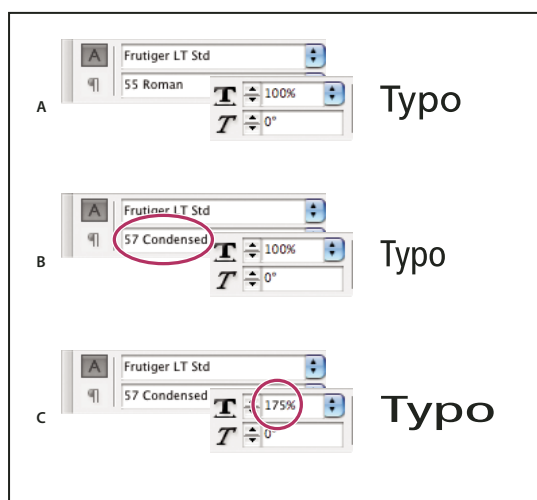 A
Frutiger LT Std
¶
55 Roman
T
100%
T
0°
A
Typo
A
Frutiger LT Std
¶
57 Condensed
T
100%
T
0°
B
Typo
A
Frutiger LT Std
¶
57 Condensed
T
175%
T
0°
C
Typo